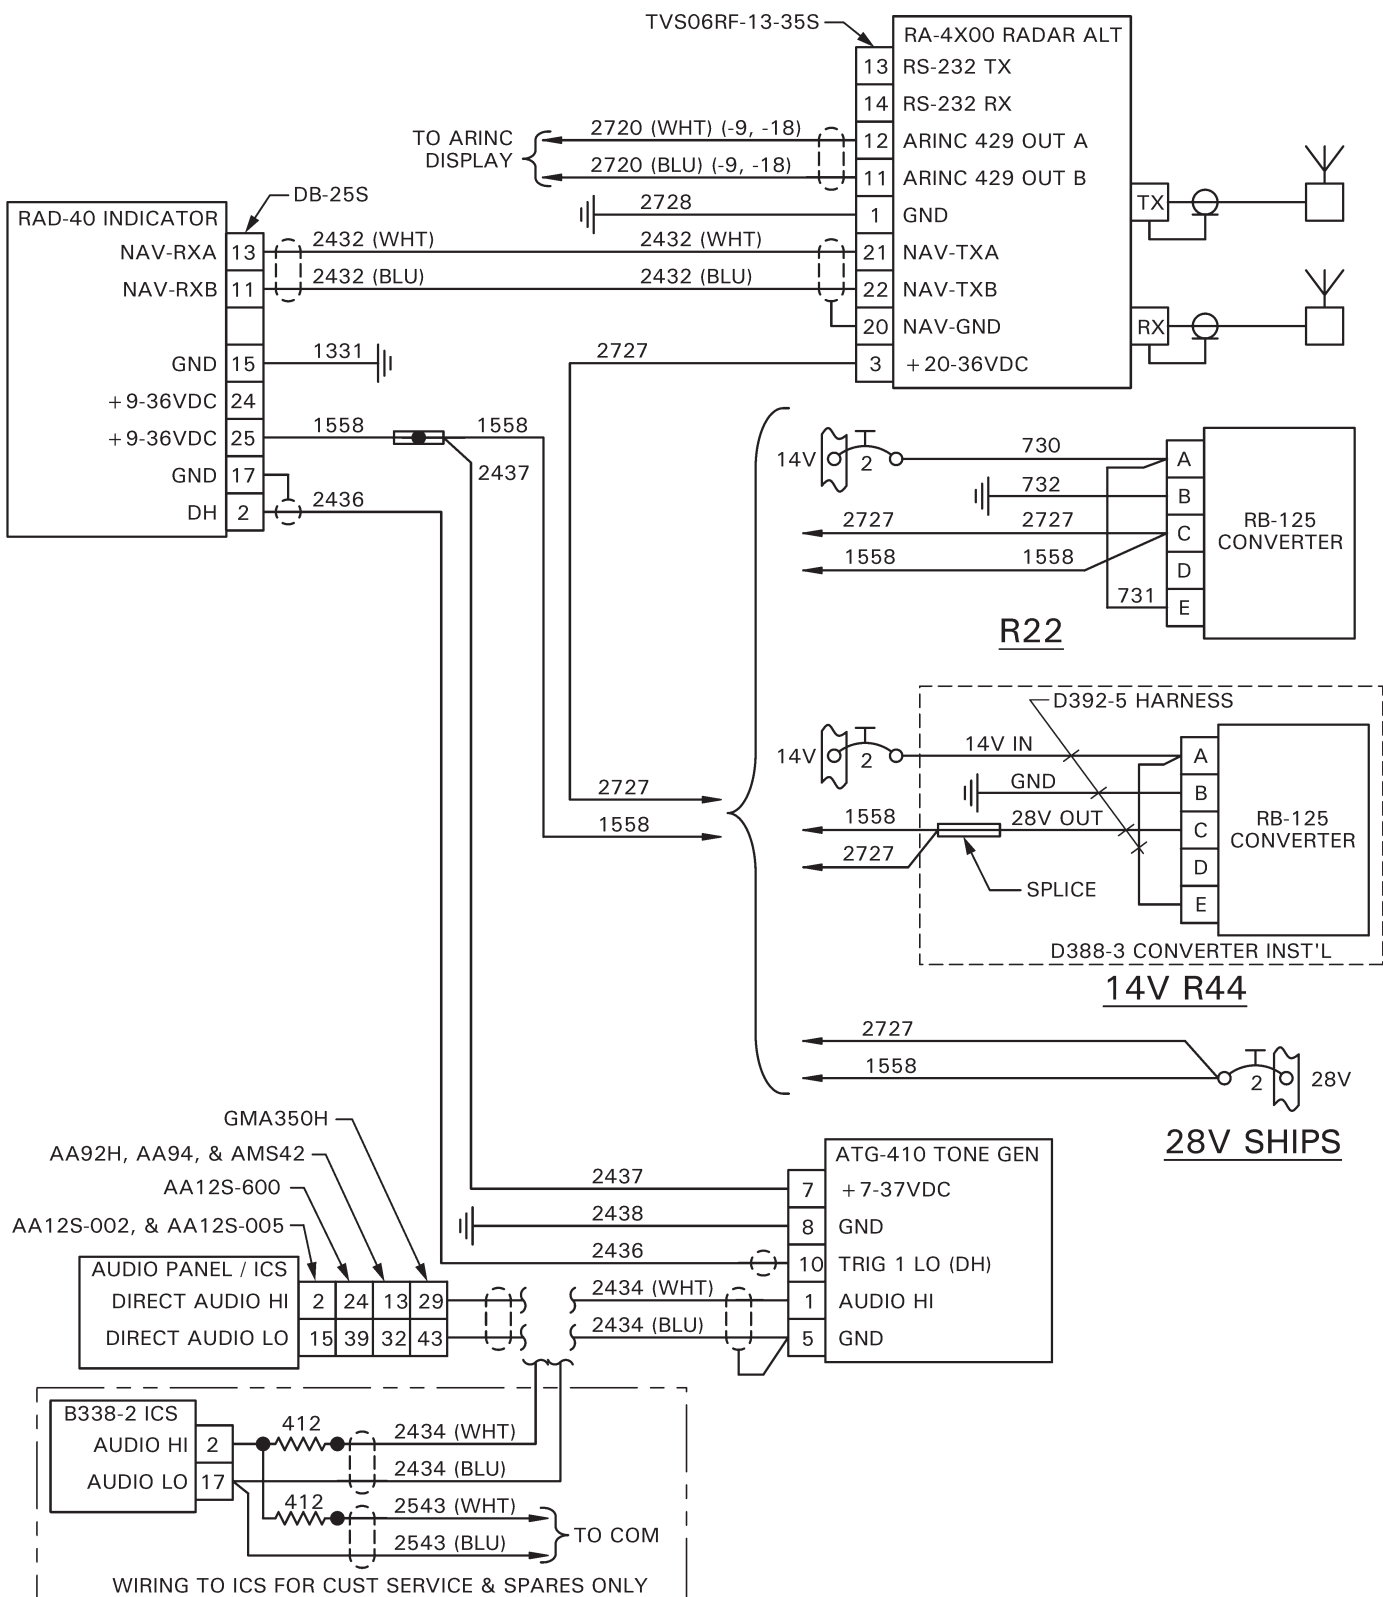 TVS06RF-13-35S
RA-4X00 RADAR ALT
13 RS-232 TX
14 RS-232 RX
TO ARINC
DISPLAY
2720 (WHT) (-9, -18)
12 ARINC 429 OUT A
2720 (BLU) (-9, -18)
11 ARINC 429 OUT B
2728
1 GND
TX
DB-25S
RAD-40 INDICATOR
NAV-RXA 13
2432 (WHT)
2432 (WHT)
21 NAV-TXA
NAV-RXB 11
2432 (BLU)
2432 (BLU)
22 NAV-TXB
20 NAV-GND
RX
GND 15
1331
2727
3 +20-36VDC
+9-36VDC 24
+9-36VDC 25
1558
1558
2437
GND 17
DH 2
2436
14V
2
730
A
732
B
2727
2727
C
1558
1558
D
731
E
RB-125
CONVERTER
R22
D392-5 HARNESS
14V
2
14V IN
A
GND
B
1558
28V OUT
C
2727
D
SPLICE
E
RB-125
CONVERTER
D388-3 CONVERTER INST'L
14V R44
2727
1558
2727
1558
2
28V
28V SHIPS
GMA350H
AA92H, AA94, & AMS42
AA12S-600
AA12S-002, & AA12S-005
ATG-410 TONE GEN
2437
7 +7-37VDC
2438
8 GND
2436
10 TRIG 1 LO (DH)
AUDIO PANEL / ICS
DIRECT AUDIO HI 2 24 13 29
2434 (WHT)
1 AUDIO HI
DIRECT AUDIO LO 15 39 32 43
2434 (BLU)
5 GND
B338-2 ICS
AUDIO HI 2
412
2434 (WHT)
AUDIO LO 17
2434 (BLU)
412
2543 (WHT)
2543 (BLU)
TO COM
WIRING TO ICS FOR CUST SERVICE & SPARES ONLY